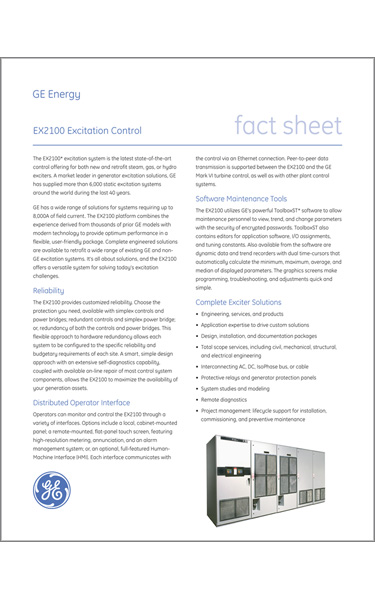 GE Energy
EX2100 Excitation Control
fact sheet
The EX2100* excitation system is the latest state-of-the-art
control offering for both new and retrofit steam, gas, or hydro
exciters. A market leader in generator excitation solutions, GE
has supplied more than 6,000 static excitation systems
around the world during the last 40 years.
GE has a wide range of solutions for systems requiring up to
8,000A of field current. The EX2100 platform combines the
experience derived from thousands of prior GE models with
modern technology to provide optimum performance in a
flexible, user-friendly package. Complete engineered solutions
are available to retrofit a wide range of existing GE and non-
GE excitation systems. It's all about solutions, and the EX2100
offers a versatile system for solving today's excitation
challenges.
Reliability
The EX2100 provides customized reliability. Choose the
protection you need, available with simplex controls and
power bridges; redundant controls and simplex power bridge;
or, redundancy of both the controls and power bridges. This
flexible approach to hardware redundancy allows each
system to be configured to the specific reliability and
budgetary requirements of each site. A smart, simple design
approach with an extensive self-diagnostics capability,
coupled with available on-line repair of most control system
components, allows the EX2100 to maximize the availability of
your generation assets.
Distributed Operator Interface
Operators can monitor and control the EX2100 through a
variety of interfaces. Options include a local, cabinet-mounted
panel; a remote-mounted, flat-panel touch screen, featuring
high-resolution metering, annunciation, and an alarm
management system; or, an optional, full-featured Human-
Machine Interface (HMI). Each interface communicates with
the control via an Ethernet connection. Peer-to-peer data
transmission is supported between the EX2100 and the GE
Mark VI turbine control, as well as with other plant control
systems.
Software Maintenance Tools
The EX2100 utilizes GE's powerful ToolboxST* software to allow
maintenance personnel to view, trend, and change parameters
with the security of encrypted passwords. ToolboxST also
contains editors for application software, I/O assignments,
and tuning constants. Also available from the software are
dynamic data and trend recorders with dual time-cursors that
automatically calculate the minimum, maximum, average, and
median of displayed parameters. The graphics screens make
programming, troubleshooting, and adjustments quick and
simple.
Complete Exciter Solutions
• Engineering, services, and products
• Application expertise to drive custom solutions
• Design, installation, and documentation packages
• Total scope services, including civil, mechanical, structural,
and electrical engineering
• Interconnecting AC, DC, IsoPhase bus, or cable
• Protective relays and generator protection panels
• System studies and modeling
• Remote diagnostics
• Project management: lifecycle support for installation,
commissioning, and preventive maintenance
GE